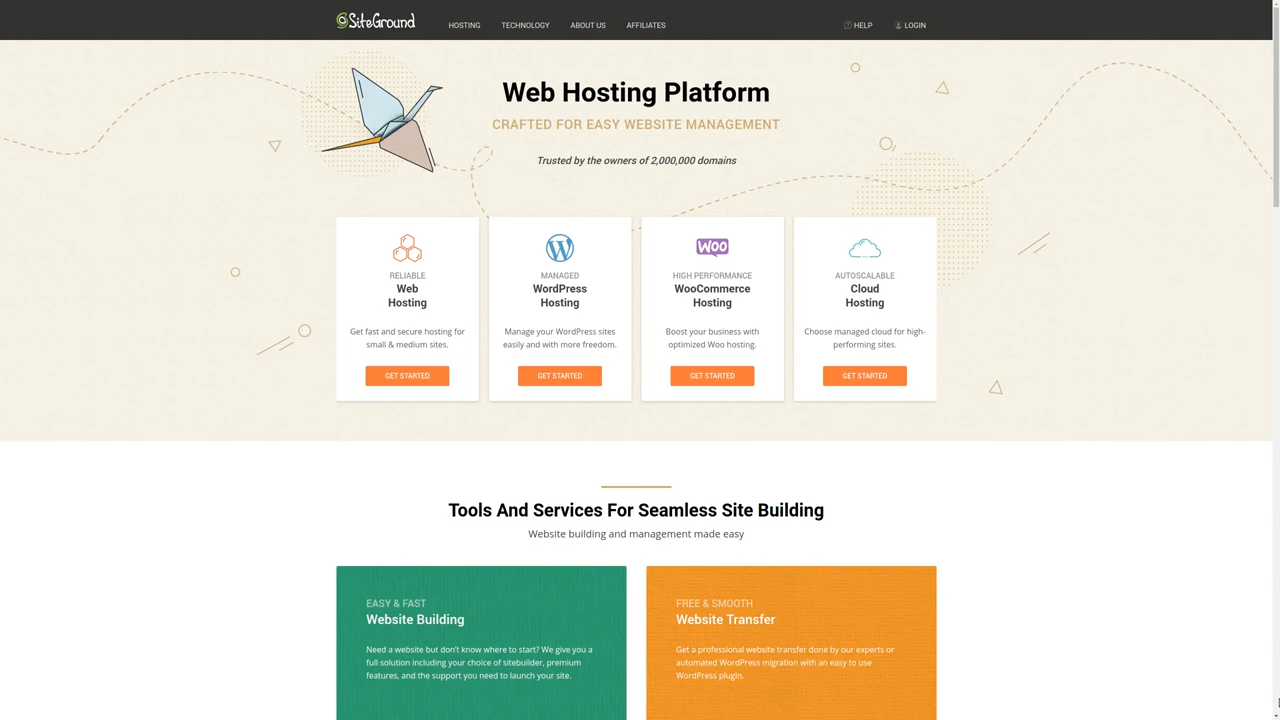 SiteGround
HOSTING
TECHNOLOGY
ABOUT US
AFFILIATES
HELP
LOGIN
Web Hosting Platform
CRAFTED FOR EASY WEBSITE MANAGEMENT
Trusted by the owners of 2,000,000 domains
RELIABLE
Web
Hosting
Get fast and secure hosting for
small & medium sites.
GET STARTED
MANAGED
WordPress
Hosting
Manage your WordPress sites
easily and with more freedom.
GET STARTED
WOO
HIGH PERFORMANCE
WooCommerce
Hosting
Boost your business with
optimized Woo hosting.
GET STARTED
AUTOSCALABLE
Cloud
Hosting
Choose managed cloud for high-
performing sites.
GET STARTED
Tools And Services For Seamless Site Building
Website building and management made easy
EASY & FAST
Website Building
Need a website but don't know where to start? We give you a
full solution including your choice of sitebuilder, premium
features, and the support you need to launch your site.
FREE & SMOOTH
Website Transfer
Get a professional website transfer done by our experts or
automated WordPress migration with an easy to use
WordPress plugin.